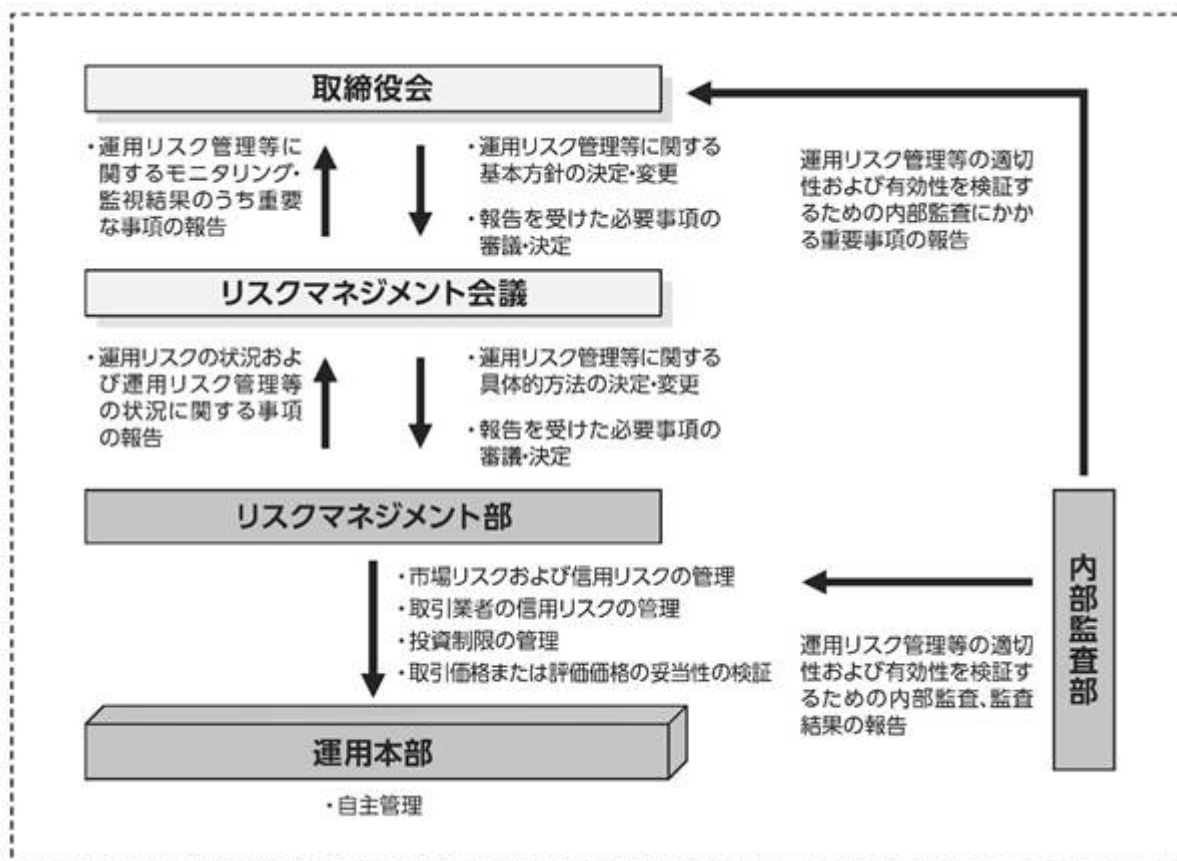 取締役会
・運用リスク管理等に
関するモニタリング・
監視結果のうち重要
な事項の報告
・運用リスク管理等に関する
基本方針の決定・変更
・報告を受けた必要事項の
審議・決定
運用リスク管理等の適切
性および有効性を検証す
るための内部監査にかか
る重要事項の報告
リスクマネジメント会議
・運用リスクの状況およ
び運用リスク管理等
の状況に関する事項
の報告
・運用リスク管理等に関する
具体的方法の決定・変更
・報告を受けた必要事項の
審議・決定
リスクマネジメント部
・市場リスクおよび信用リスクの管理
・取引業者の信用リスクの管理
・投資制限の管理
・取引価格または評価価格の妥当性の検証
内部監査部
運用リスク管理等の適切
性および有効性を検証す
るための内部監査、監査
結果の報告
運用本部
・自主管理